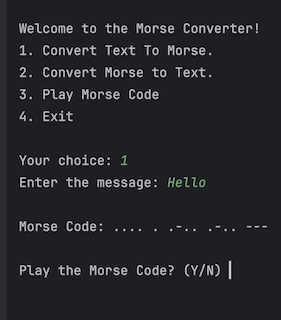 Welcome to the Morse Converter!
1. Convert Text To Morse.
2. Convert Morse to Text.
3. Play Morse Code
4. Exit
Your choice: 1
Enter the message: Hello
Morse Code: .... . .-.. .-.. ---
Play the Morse Code? (Y/N)